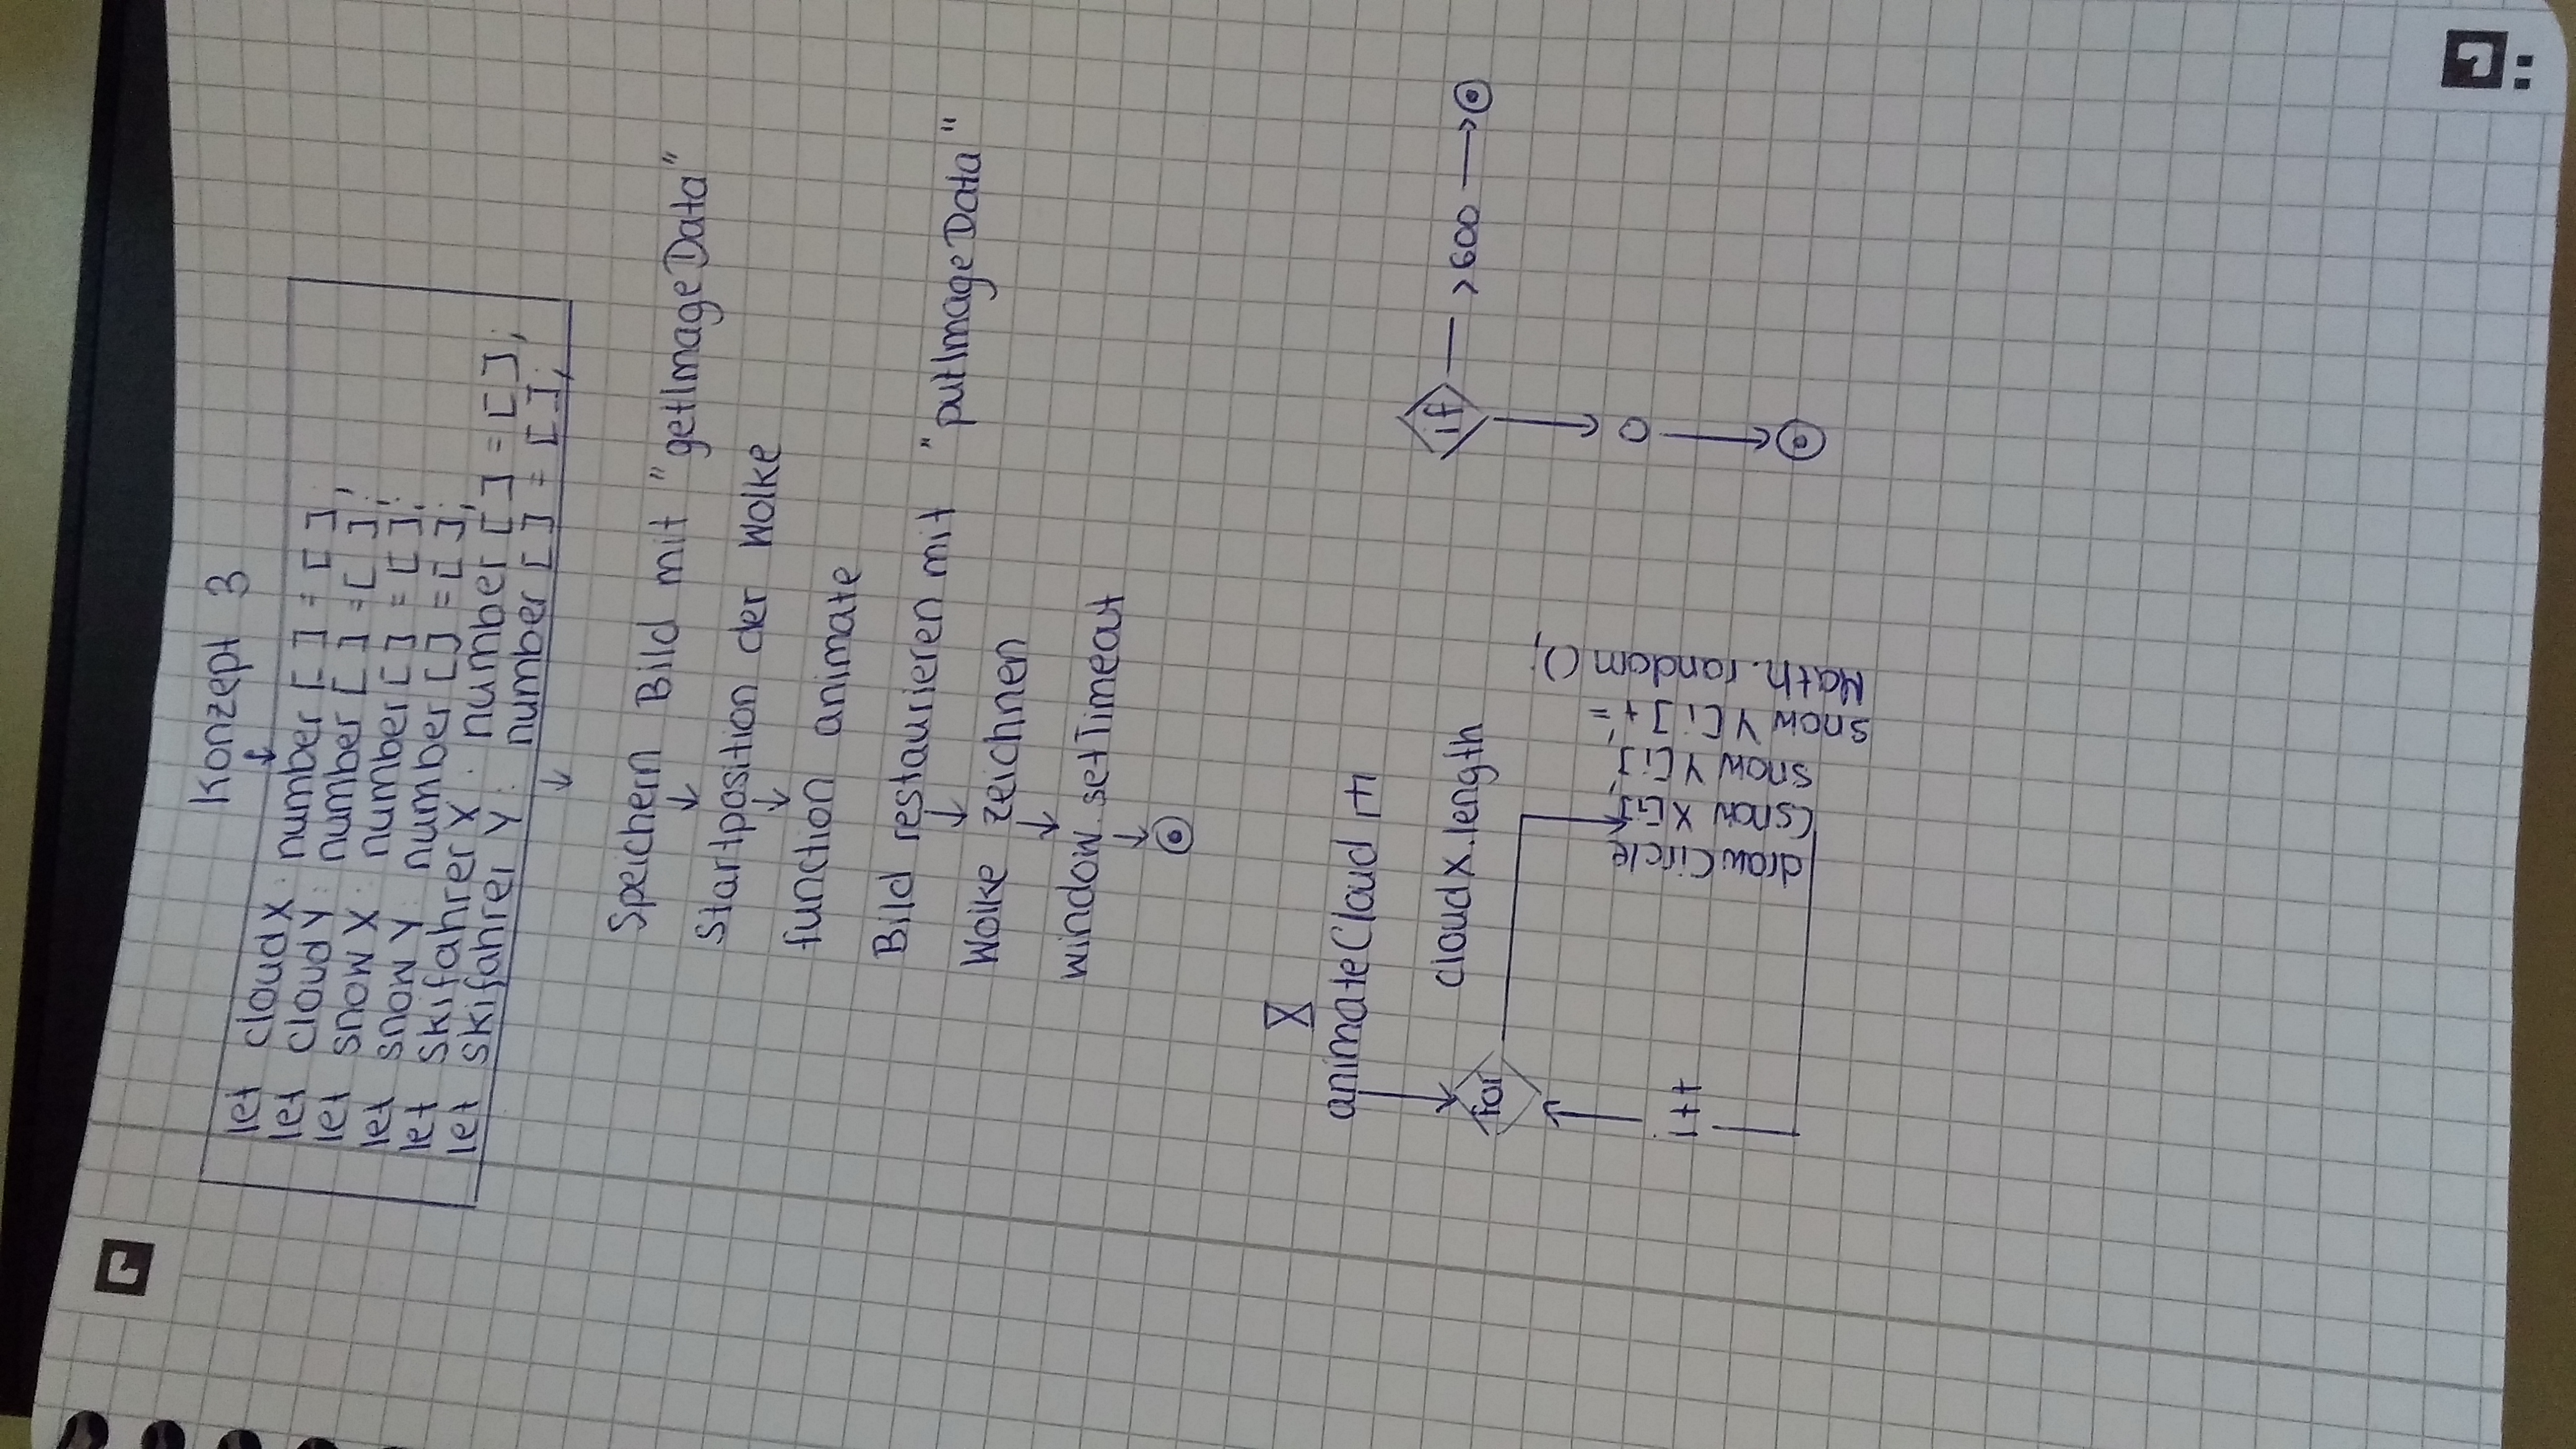 Konzept 3
let cloudX: number [] = [];
let cloudY: number [] = [];
let snowX: number [] = [];
let snowY: number [] = [];
let skifahrerX: number [] = [];
let skifahrerY: number [] = [];
Speichern Bild mit "getImageData"
Startposition der Wolke
function animate
Bild restaurieren mit "putImageData"
Wolke zeichnen
window.setTimeout
animateCloud
cloudX.length
for
i++
drawCircle
(snowX[i],
snowY[i]
snowY[i] +=
Math.random();
if
>600